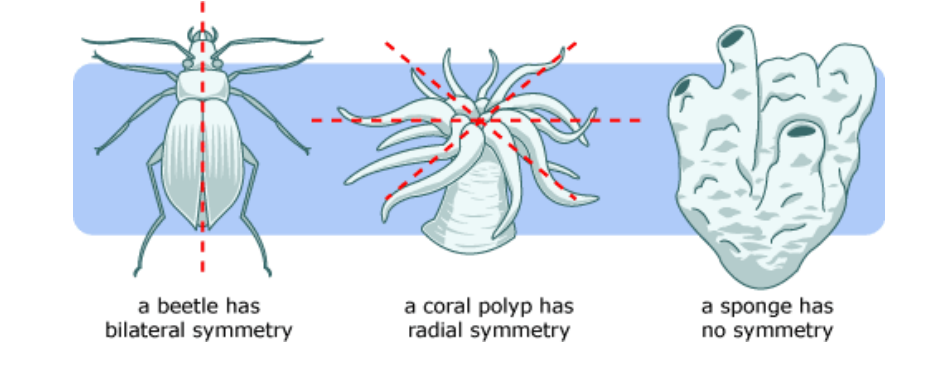 a beetle has
bilateral symmetry
a coral polyp has
radial symmetry
a sponge has
no symmetry